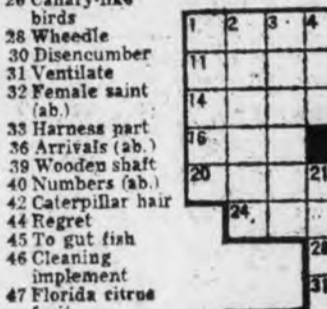 birds
28 Wheedle
30 Disencumber
31 Ventilate
32 Female saint
(ab.)
33 Harness part
36 Arrivals (ab.)
39 Wooden shaft
40 Numbers (ab.)
42 Caterpillar hair
44 Regret
45 To gut fish
46 Cleaning
implement
47 Florida citrus
1 2 3 4
11
14
16
20 21
24
28
31